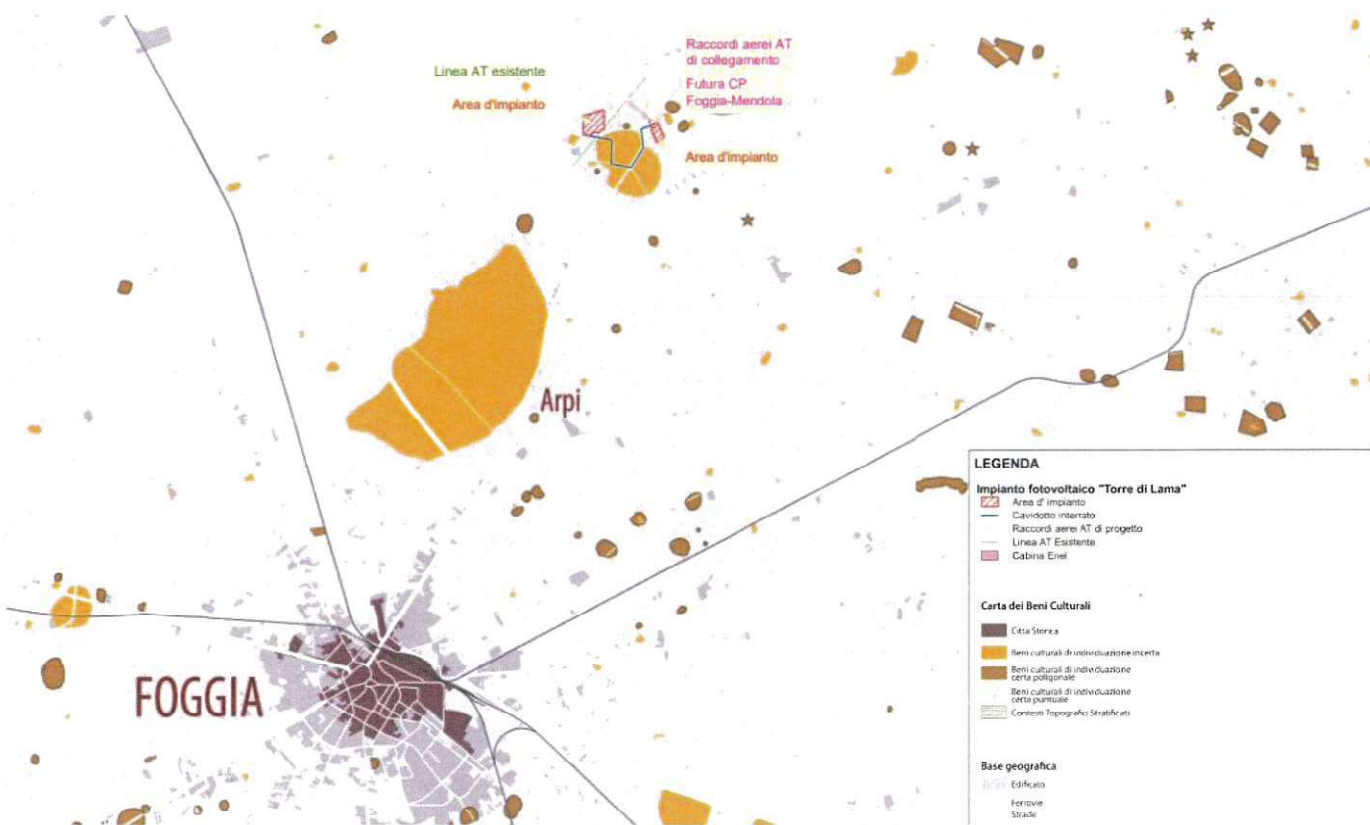 Linea AT esistente
Area d'impianto
Raccordi aerei AT
di collegamento
Futura CP
Foggia-Mendola
Area d'impianto
Arpi
FOGGIA
LEGENDA
Impianto fotovoltaico "Torre di Lama"
Area d' impianto
Cavidotto interrato
Raccordi aerei AT di progetto
Linea AT Esistente
Cabina Enel
Carta dei Beni Culturali
Città Storica
Beni culturali di individuazione incerta
Beni culturali di individuazione
certa poligonale
Beni culturali di individuazione
certa puntuale
Contesti Topografici Stratificati
Base geografica
Edificato
Ferrovie
Strade